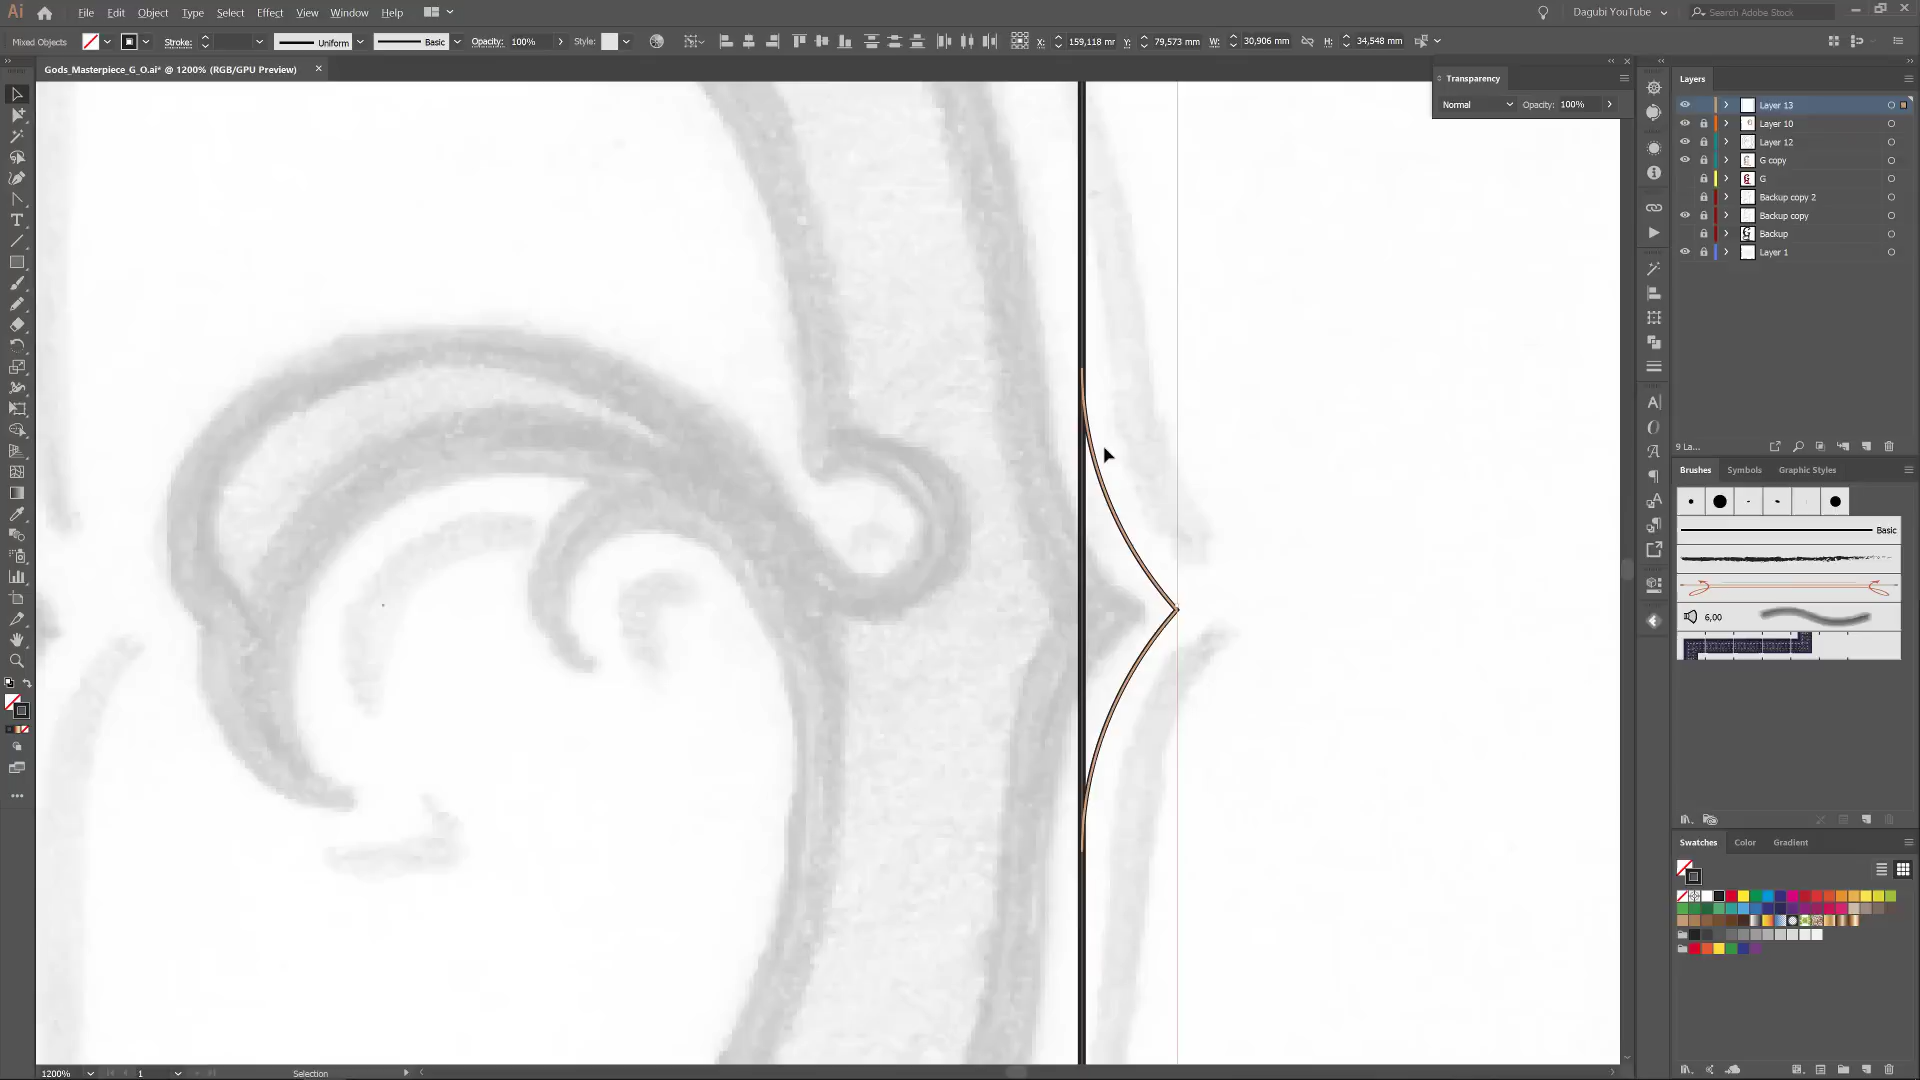 Ai File Edit Object Type Select Effect View Window Help Dagubi YouTube Search Adobe Stock
Mixed Objects Stroke: Uniform Basic Opacity: 100% Style: X: 159,118 mr Y: 79,573 mm W: 30,906 mm H: 34,548 mm
Gods_Masterpiece_G_O.ai* @ 1200% (RGB/GPU Preview) ×
Transparency
Normal Opacity: 100%
Layers
Layer 13
Layer 10
Layer 12
G copy
G
Backup copy 2
Backup copy
Backup
Layer 1
9 La...
Brushes Symbols Graphic Styles
Basic
6,00
Swatches Color Gradient
1200% 1 Selection